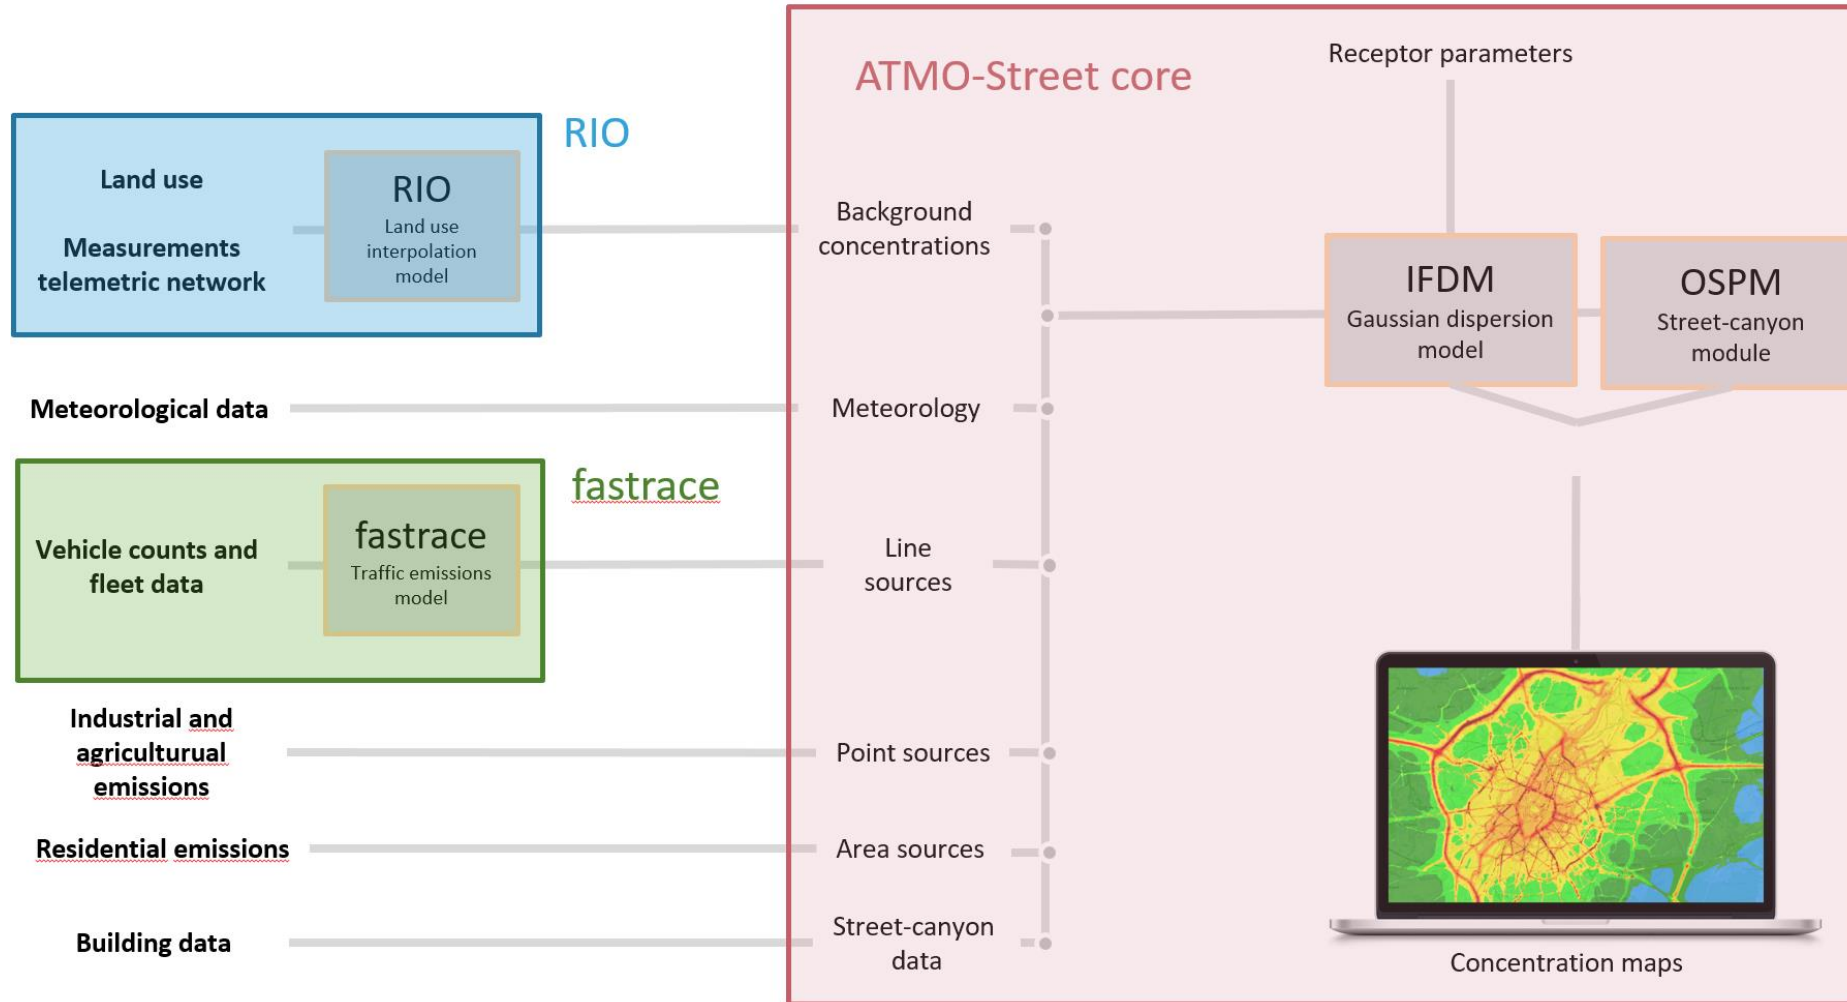 ATMO-Street core
Receptor parameters
RIO
Land use
Measurements
telemetric network
RIO
Land use
interpolation
model
Background
concentrations
IFDM
Gaussian dispersion
model
OSPM
Street-canyon
module
Meteorological data
Meteorology
fastrace
Vehicle counts and
fleet data
fastrace
Traffic emissions
model
Line
sources
Industrial and
agriculturual
emissions
Point sources
Residential emissions
Area sources
Building data
Street-canyon
data
Concentration maps